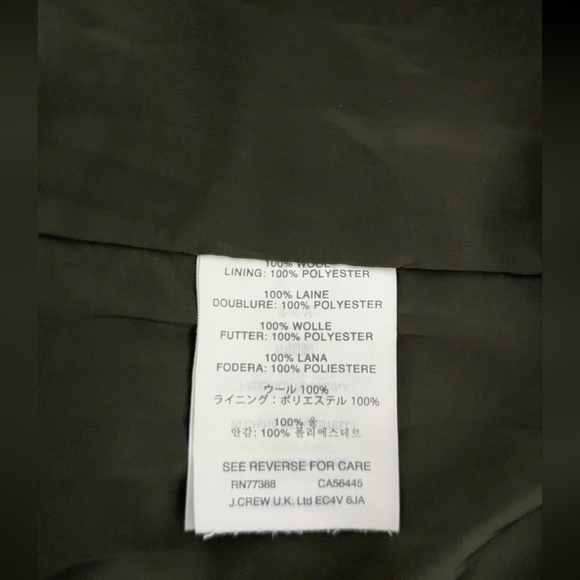 100% WOOL
LINING: 100% POLYESTER
100% LAINE
DOUBLURE: 100% POLYESTER
100% WOLLE
FUTTER: 100% POLYESTER
100% LANA
FODERA: 100% POLIESTERE
ウール 100%
ライニング：ポリエステル 100%
100% 울
안감: 100% 폴리에스테르
SEE REVERSE FOR CARE
RN77388 CA56445
J.CREW U.K. Ltd EC4V 6JA